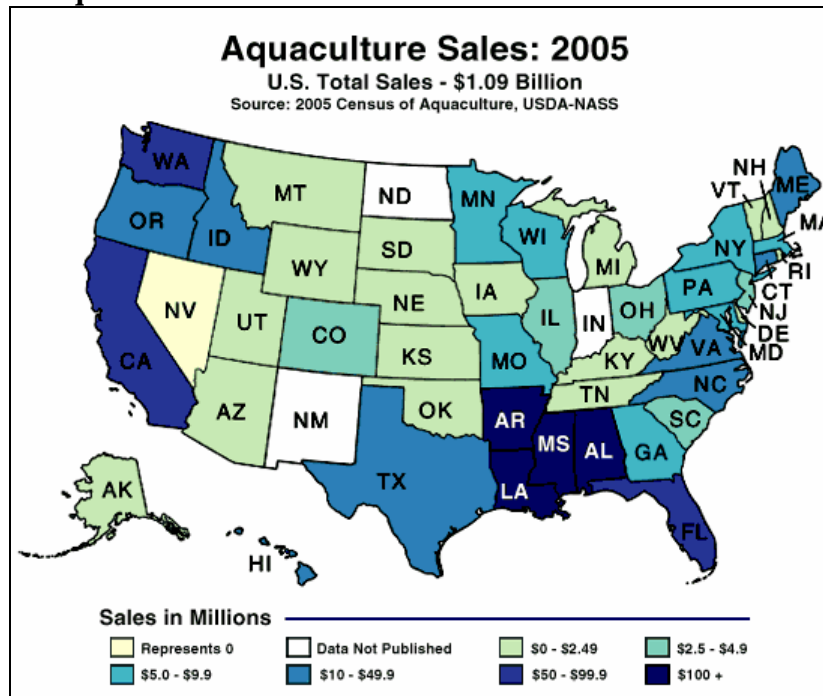 Aquaculture Sales: 2005
U.S. Total Sales - $1.09 Billion
Source: 2005 Census of Aquaculture, USDA-NASS
WA
MT
ND
MN
NH
VT
ME
MA
OR
ID
SD
WI
NY
RI
WY
MI
CT
NV
NE
IA
PA
NJ
UT
CO
IL
IN
OH
DE
CA
KS
MO
KY
WV
VA
MD
AZ
NM
OK
TN
NC
AR
MS
AL
SC
GA
AK
TX
LA
FL
HI
Sales in Millions
Represents 0
Data Not Published
$0 - $2.49
$2.5 - $4.9
$5.0 - $9.9
$10 - $49.9
$50 - $99.9
$100 +